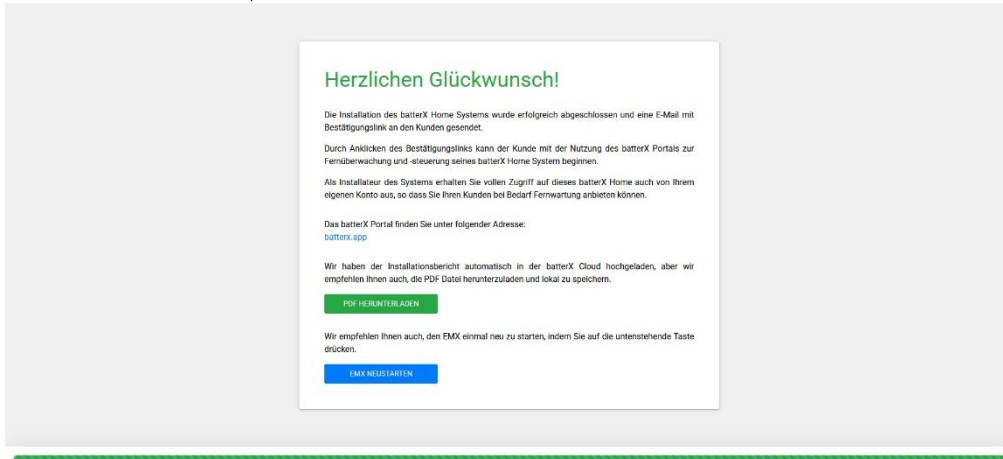 Herzlichen Glückwunsch!
Die Installation des batterX Home Systems wurde erfolgreich abgeschlossen und eine E-Mail mit
Bestätigungslink an den Kunden gesendet.
Durch Anklicken des Bestätigungslinks kann der Kunde mit der Nutzung des batterX Portals zur
Fernüberwachung und -steuerung seines batterX Home System beginnen.
Als Installateur des Systems erhalten Sie vollen Zugriff auf dieses batterX Home auch von Ihrem
eigenen Konto aus, so dass Sie Ihren Kunden bei Bedarf Fernwartung anbieten können.
Das batterX Portal finden Sie unter folgender Adresse:
batterx.app
Wir haben der Installationsbericht automatisch in der batterX Cloud hochgeladen, aber wir
empfehlen Ihnen auch, die PDF Datei herunterzuladen und lokal zu speichern.
PDF HERUNTERLADEN
Wir empfehlen Ihnen auch, den EMX einmal neu zu starten, indem Sie auf die untenstehende Taste
drücken.
EMX NEUSTARTEN